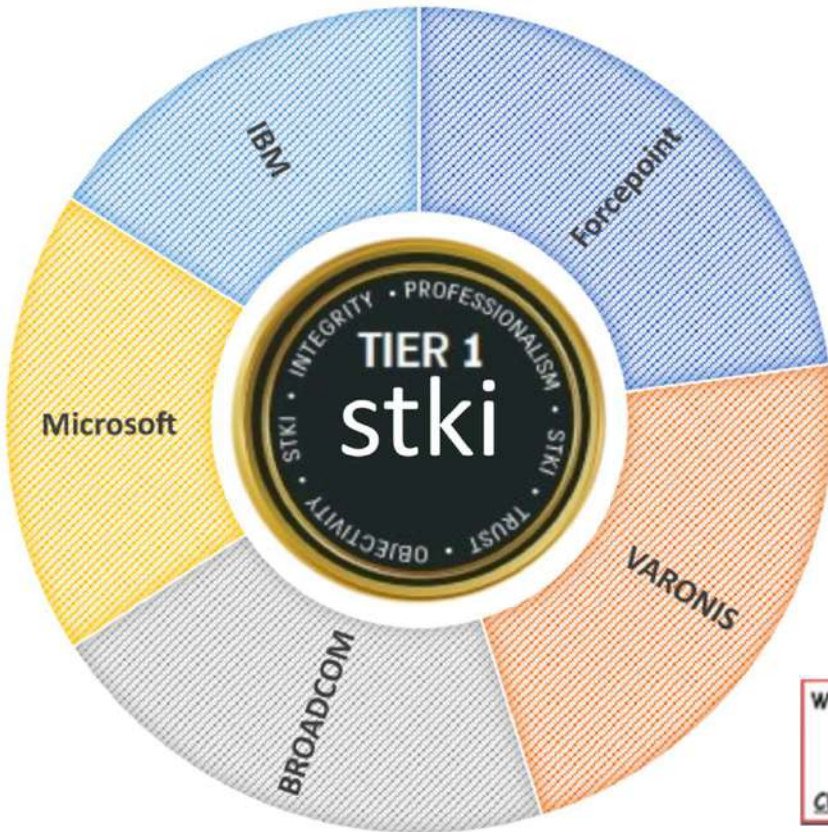 IBM
Forcepoint
Microsoft
VARONIS
BROADCOM
TIER 1
stki
STKI • INTEGRITY • PROFESSIONALISM • STKI • TRUST • OBJECTIVITY •